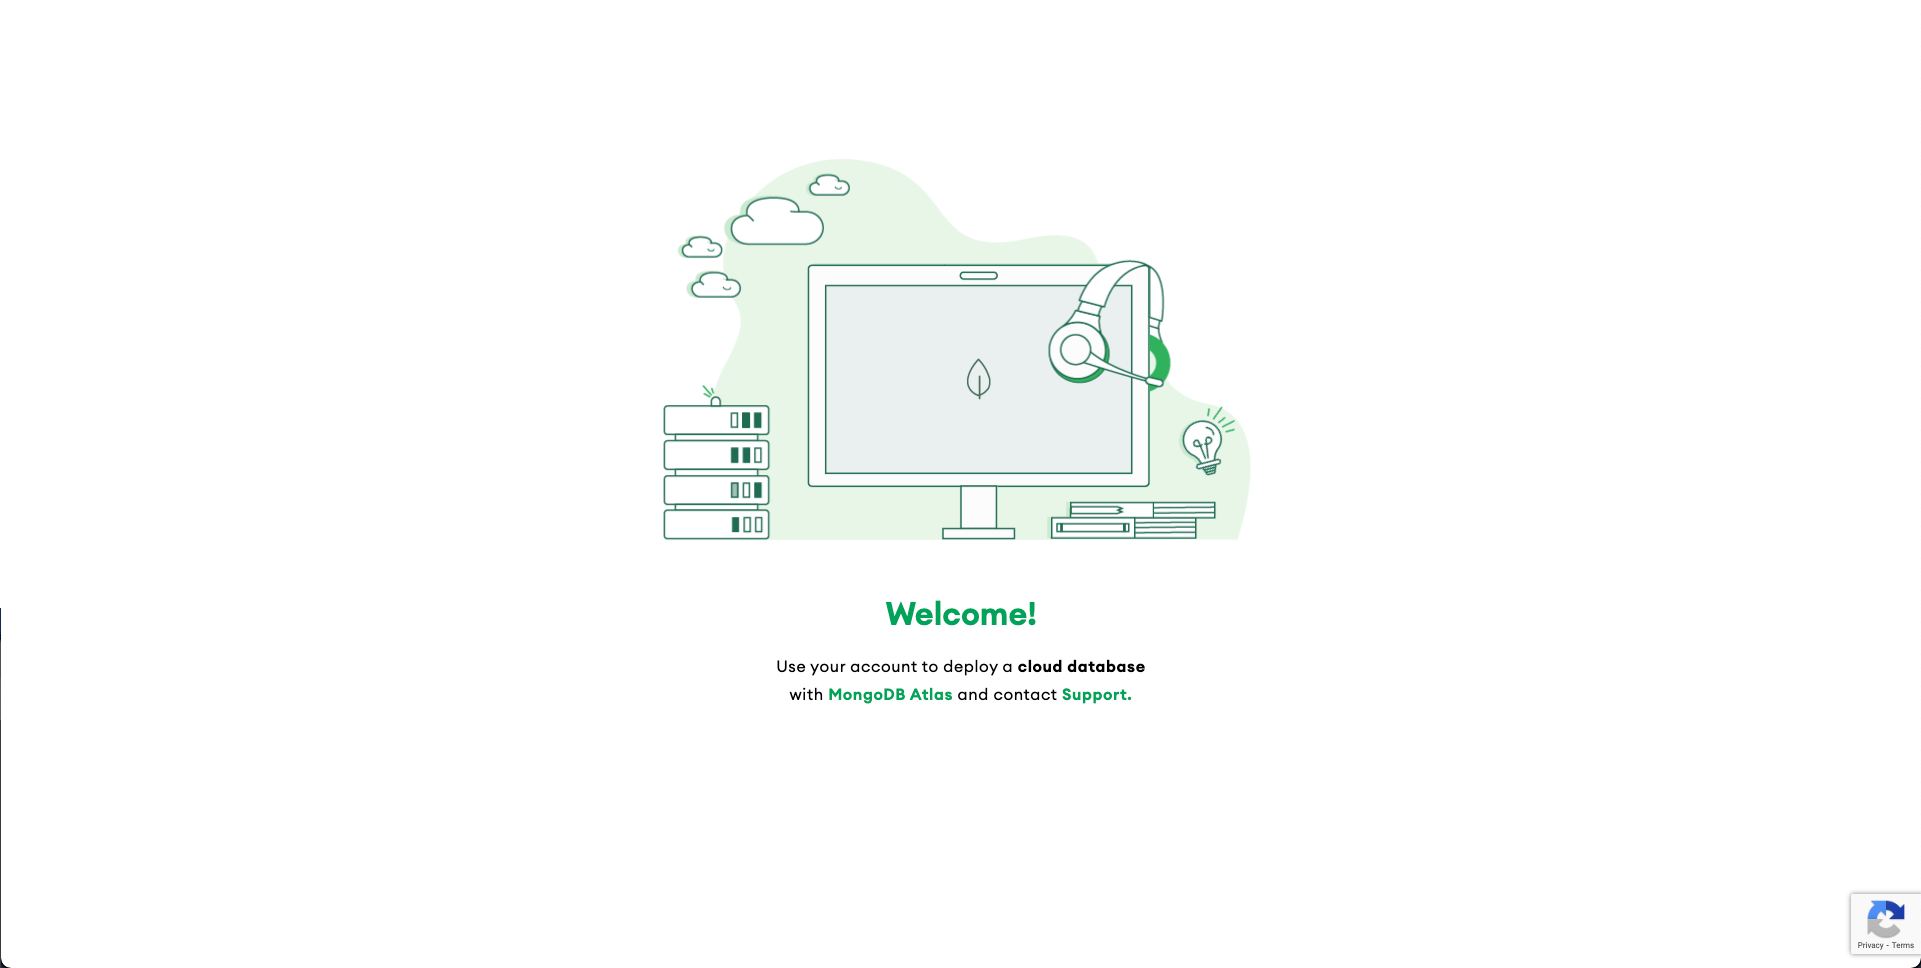 Welcome!
Use your account to deploy a cloud database
with MongoDB Atlas and contact Support.
Privacy - Terms